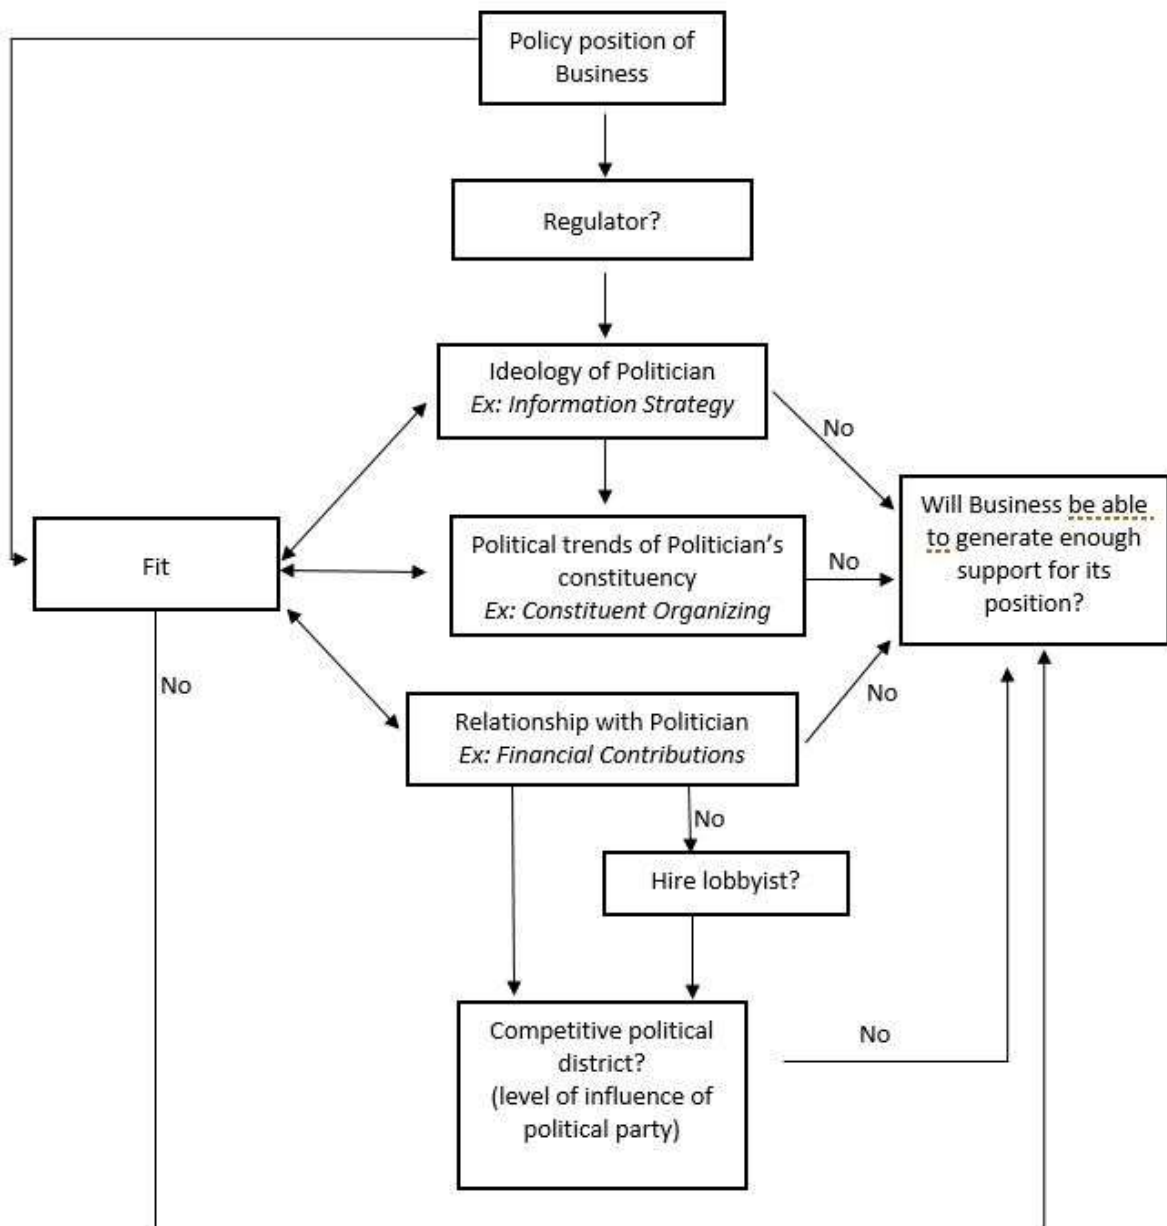 Policy position of
Business
Regulator?
Ideology of Politician
Ex: Information Strategy
No
Fit
Political trends of Politician's
constituency
Ex: Constituent Organizing
No
Will Business be able
to generate enough
support for its
position?
No
Relationship with Politician
Ex: Financial Contributions
No
No
Hire lobbyist?
Competitive political
district?
(level of influence of
political party)
No